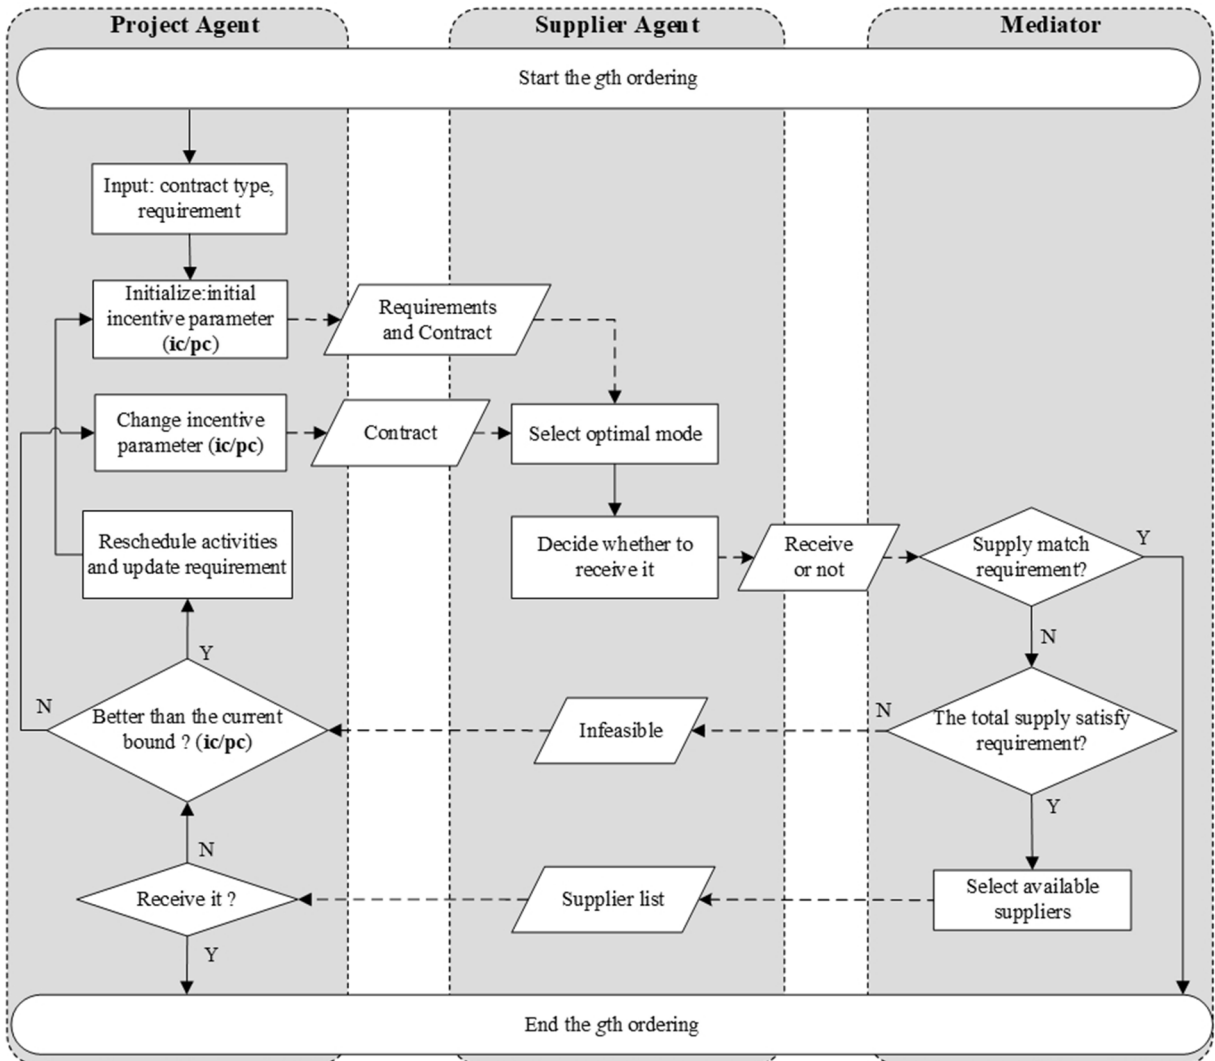 Project Agent
Supplier Agent
Mediator
Start the gth ordering
Input: contract type,
requirement
Initialize:initial
incentive parameter
(ic/pc)
Requirements
and Contract
Change incentive
parameter (ic/pc)
Contract
Select optimal mode
Reschedule activities
and update requirement
Decide whether to
receive it
Receive
or not
Supply match
requirement?
Y
N
Y
N
Better than the current
bound ? (ic/pc)
Infeasible
N
The total supply satisfy
requirement?
Y
N
Receive it ?
Supplier list
Select available
suppliers
Y
End the gth ordering